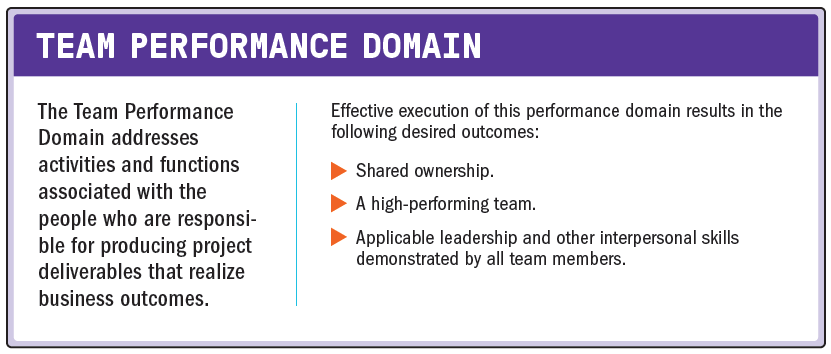 TEAM PERFORMANCE DOMAIN
The Team Performance
Domain addresses
activities and functions
associated with the
people who are responsi-
ble for producing project
deliverables that realize
business outcomes.
Effective execution of this performance domain results in the
following desired outcomes:
Shared ownership.
A high-performing team.
Applicable leadership and other interpersonal skills
demonstrated by all team members.